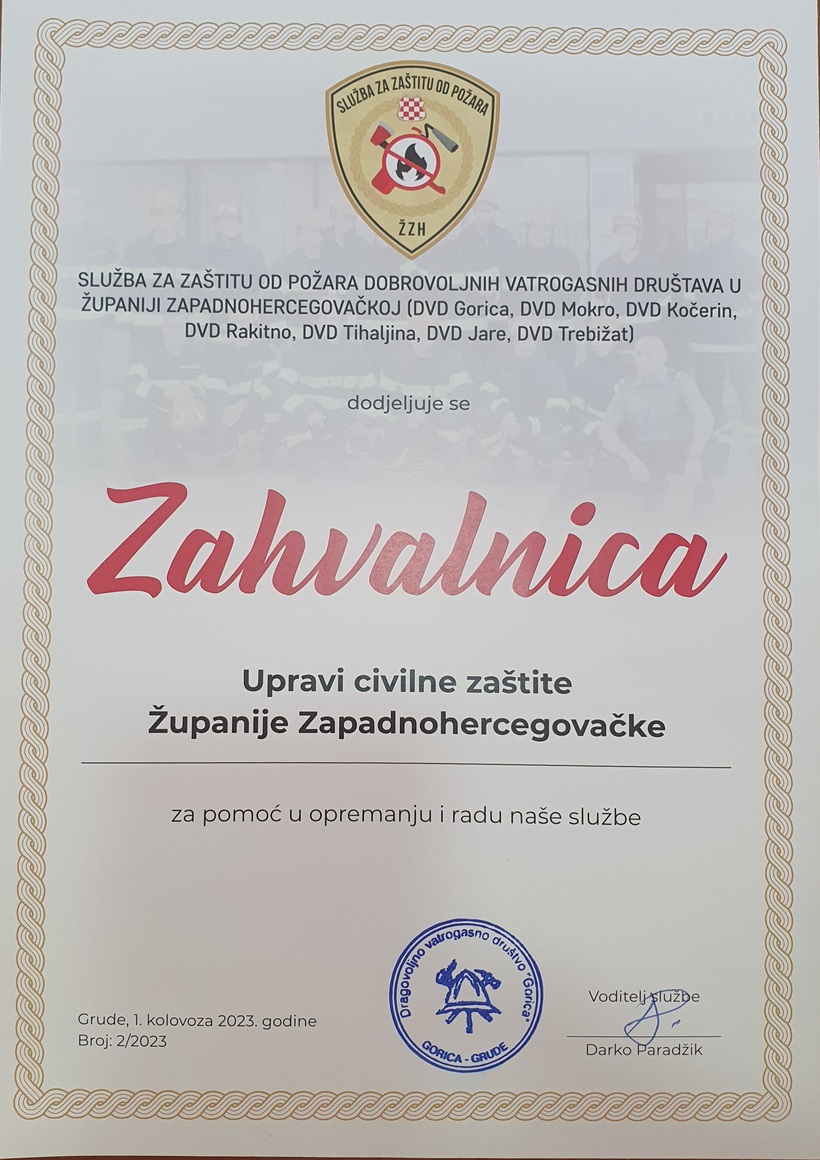 SLUŽBA ZA ZAŠTITU OD POŽARA
ŽZH
SLUŽBA ZA ZAŠTITU OD POŽARA DOBROVOLJNIH VATROGASNIH DRUŠTAVA U
ŽUPANIJI ZAPADNOHERCEGOVAČKOJ (DVD Gorica, DVD Mokro, DVD Kočerin,
DVD Rakitno, DVD Tihaljina, DVD Jare, DVD Trebižat)
dodjeljuje se
Zahvalnica
Upravi civilne zaštite
Županije Zapadnohercegovačke
za pomoć u opremanju i radu naše službe
Dragovoljno vatrogasno društvo "Gorica"
GORICA - GRUDE
Grude, 1. kolovoza 2023. godine
Broj: 2/2023
Voditelj službe
Darko Paradžik